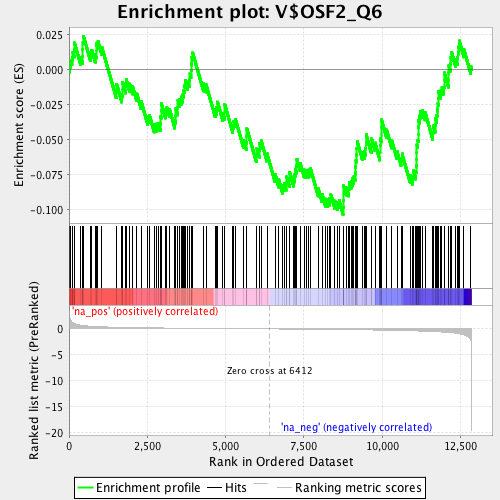 Enrichment plot: V$OSF2_Q6
Enrichment score (ES)
0.025
0.000
-0.025
-0.050
-0.075
-0.100
'na_pos' (positively correlated)
Ranked list metric (PreRanked)
0
-5
-10
-15
-20
Zero cross at 6412
'na_neg' (negatively correlated)
0
2,500
5,000
7,500
10,000
12,500
Rank in Ordered Dataset
Enrichment profile
Hits
Ranking metric scores